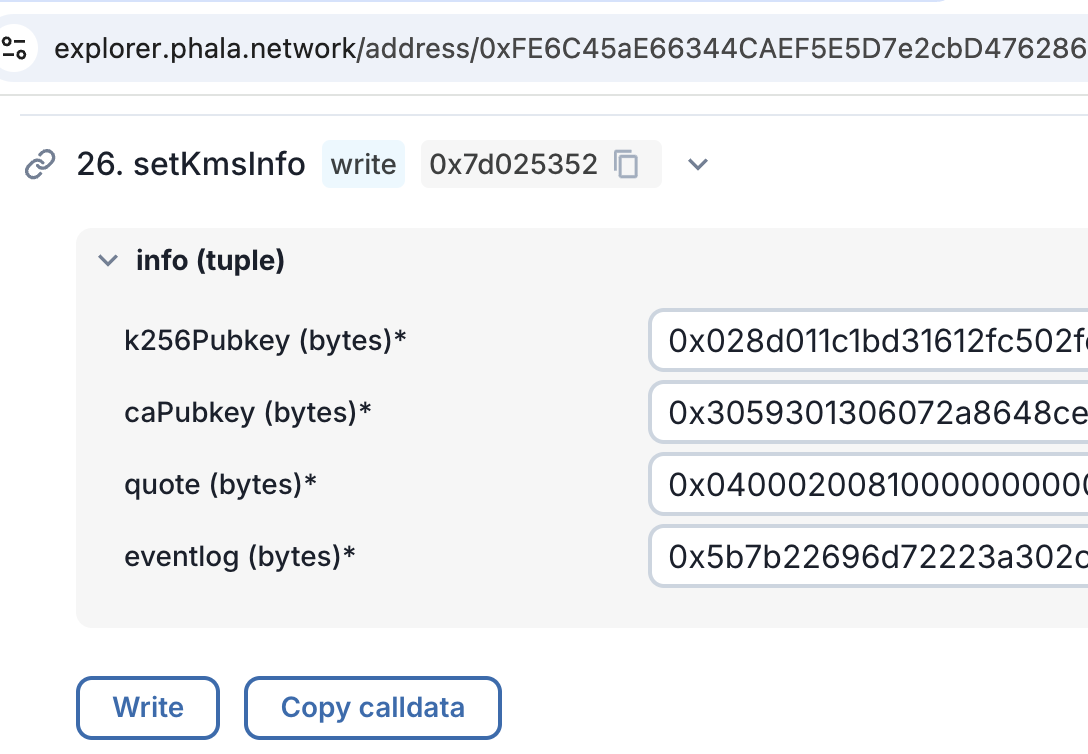 explorer.phala.network/address/0xFE6C45aE66344CAEF5E5D7e2cbD476286
26. setKmsInfo write 0x7d025352
info (tuple)
k256Pubkey (bytes)* 0x028d011c1bd31612fc502f
caPubkey (bytes)* 0x3059301306072a8648ce
quote (bytes)* 0x04000200810000000000
eventlog (bytes)* 0x5b7b22696d72223a302c
Write Copy calldata